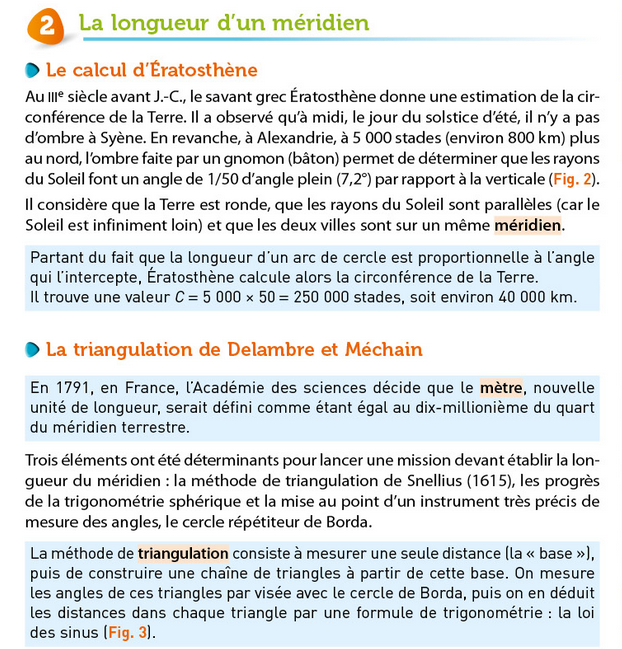 2 La longueur d'un méridien
Le calcul d'Ératosthène
Au IIIe siècle avant J.-C., le savant grec Ératosthène donne une estimation de la cir-
conférence de la Terre. Il a observé qu'à midi, le jour du solstice d'été, il n'y a pas
d'ombre à Syène. En revanche, à Alexandrie, à 5 000 stades (environ 800 km) plus
au nord, l'ombre faite par un gnomon (bâton) permet de déterminer que les rayons
du Soleil font un angle de 1/50 d'angle plein (7,2°) par rapport à la verticale (Fig. 2).
Il considère que la Terre est ronde, que les rayons du Soleil sont parallèles (car le
Soleil est infiniment loin) et que les deux villes sont sur un même méridien.
Partant du fait que la longueur d'un arc de cercle est proportionnelle à l'angle
qui l'intercepte, Ératosthène calcule alors la circonférence de la Terre.
Il trouve une valeur C = 5 000 × 50 = 250 000 stades, soit environ 40 000 km.
La triangulation de Delambre et Méchain
En 1791, en France, l'Académie des sciences décide que le mètre, nouvelle
unité de longueur, serait défini comme étant égal au dix-millionième du quart
du méridien terrestre.
Trois éléments ont été déterminants pour lancer une mission devant établir la lon-
gueur du méridien : la méthode de triangulation de Snellius (1615), les progrès
de la trigonométrie sphérique et la mise au point d'un instrument très précis de
mesure des angles, le cercle répétiteur de Borda.
La méthode de triangulation consiste à mesurer une seule distance (la « base »),
puis de construire une chaîne de triangles à partir de cette base. On mesure
les angles de ces triangles par visée avec le cercle de Borda, puis on en déduit
les distances dans chaque triangle par une formule de trigonométrie : la loi
des sinus (Fig. 3).